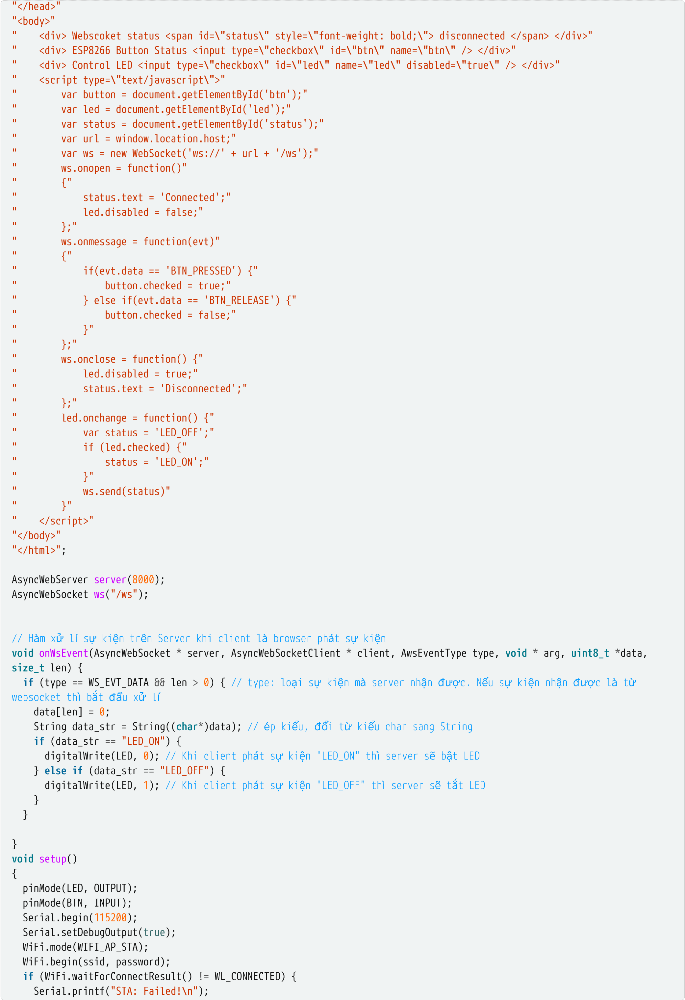 "</head>"
"<body>"
"    <div> Webscoket status <span id=\"status\" style=\"font-weight: bold;\"> disconnected </span> </div>"
"    <div> ESP8266 Button Status <input type=\"checkbox\" id=\"btn\" name=\"btn\" /> </div>"
"    <div> Control LED <input type=\"checkbox\" id=\"led\" name=\"led\" disabled=\"true\" /> </div>"
"    <script type=\"text/javascript\">"
"        var button = document.getElementById('btn');"
"        var led = document.getElementById('led');"
"        var status = document.getElementById('status');"
"        var url = window.location.host;"
"        var ws = new WebSocket('ws://' + url + '/ws');"
"        ws.onopen = function()"
"        {"
"            status.text = 'Connected';"
"            led.disabled = false;"
"        };"
"        ws.onmessage = function(evt)"
"        {"
"            if(evt.data == 'BTN_PRESSED') {"
"                button.checked = true;"
"            } else if(evt.data == 'BTN_RELEASE') {"
"                button.checked = false;"
"            }"
"        };"
"        ws.onclose = function() {"
"            led.disabled = true;"
"            status.text = 'Disconnected';"
"        };"
"        led.onchange = function() {"
"            var status = 'LED_OFF';"
"            if (led.checked) {"
"                status = 'LED_ON';"
"            }"
"            ws.send(status)"
"        }"
"    </script>"
"</body>"
"</html>";

AsyncWebServer server(8000);
AsyncWebSocket ws("/ws");


// Hàm xử lí sự kiện trên Server khi client là browser phát sự kiện
void onWsEvent(AsyncWebSocket * server, AsyncWebSocketClient * client, AwsEventType type, void * arg, uint8_t *data,
size_t len) {
  if (type == WS_EVT_DATA && len > 0) { // type: loại sự kiện mà server nhận được. Nếu sự kiện nhận được là từ
websocket thì bắt đầu xử lí
    data[len] = 0;
    String data_str = String((char*)data); // ép kiểu, đổi từ kiểu char sang String
    if (data_str == "LED_ON") {
      digitalWrite(LED, 0); // Khi client phát sự kiện "LED_ON" thì server sẽ bật LED
    } else if (data_str == "LED_OFF") {
      digitalWrite(LED, 1); // Khi client phát sự kiện "LED_OFF" thì server sẽ tắt LED
    }
  }

}
void setup()
{
  pinMode(LED, OUTPUT);
  pinMode(BTN, INPUT);
  Serial.begin(115200);
  Serial.setDebugOutput(true);
  WiFi.mode(WIFI_AP_STA);
  WiFi.begin(ssid, password);
  if (WiFi.waitForConnectResult() != WL_CONNECTED) {
    Serial.printf("STA: Failed!\n");